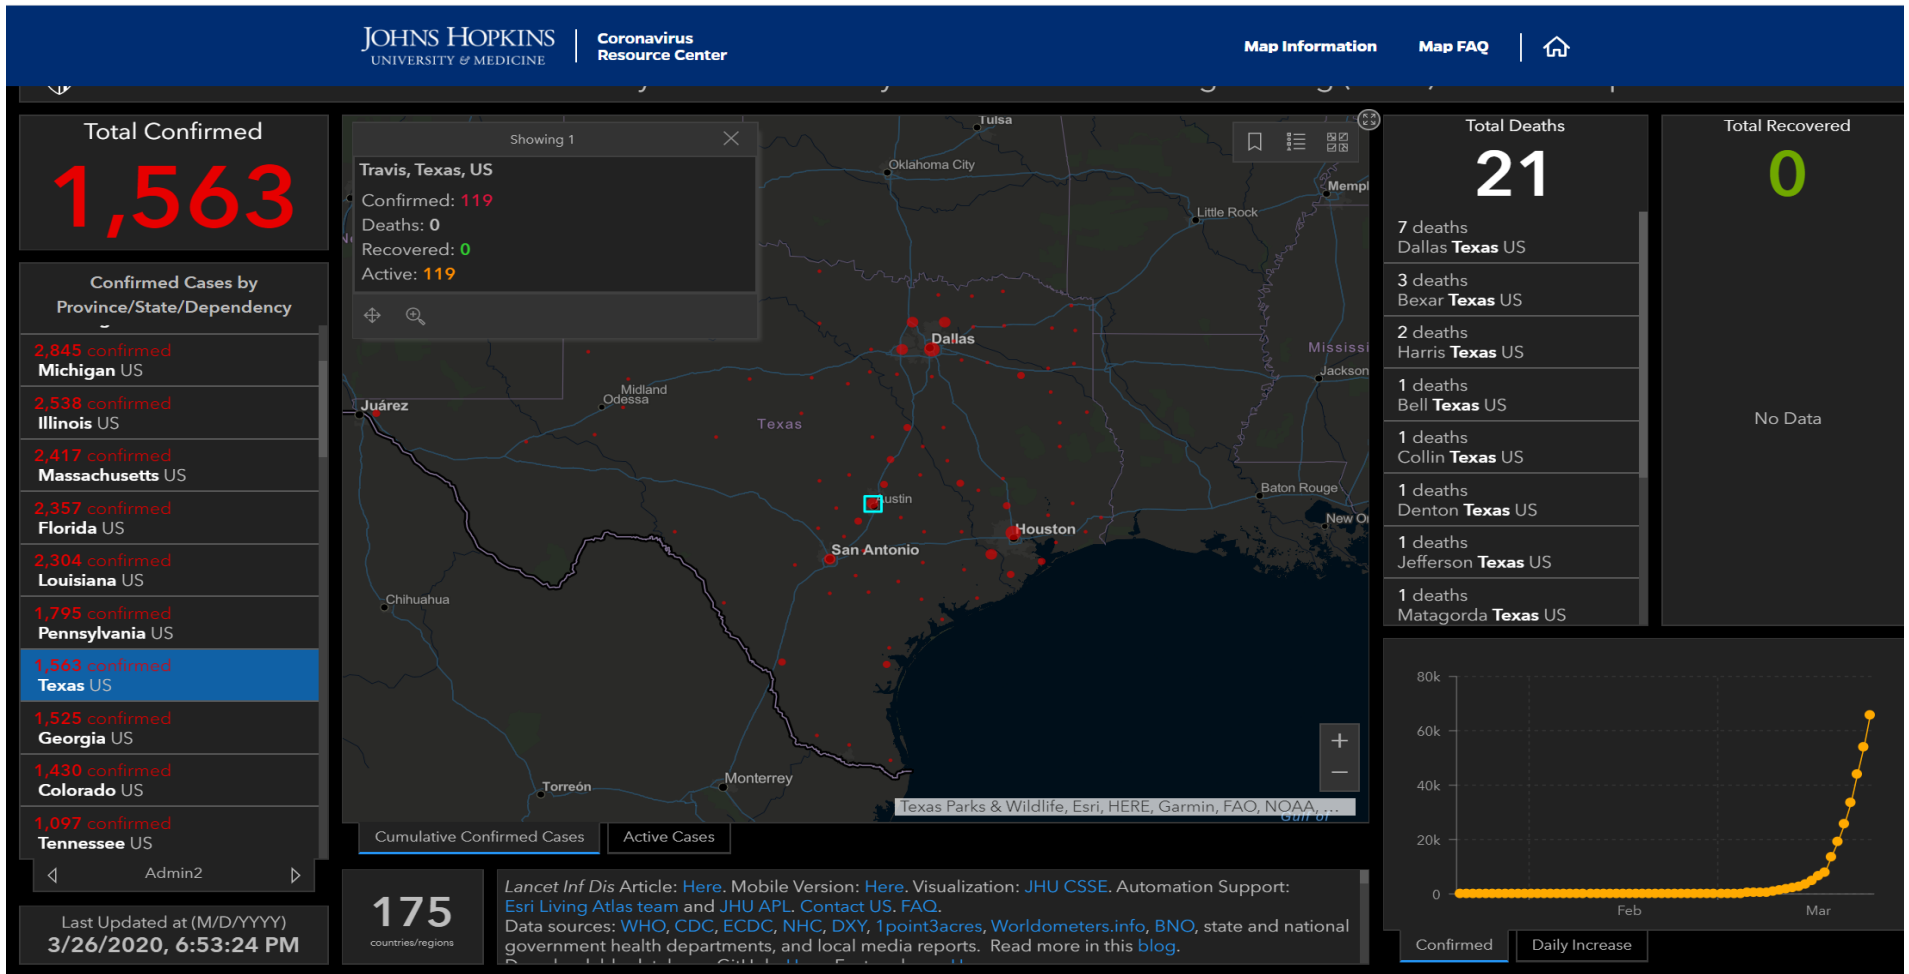 JOHNS HOPKINS
UNIVERSITY & MEDICINE
Coronavirus
Resource Center
Map Information
Map FAQ
Total Confirmed
1,563
Confirmed Cases by
Province/State/Dependency
2,845 confirmed
Michigan US
2,538 confirmed
Illinois US
2,417 confirmed
Massachusetts US
2,357 confirmed
Florida US
2,304 confirmed
Louisiana US
1,795 confirmed
Pennsylvania US
1,563 confirmed
Texas US
1,525 confirmed
Georgia US
1,430 confirmed
Colorado US
1,097 confirmed
Tennessee US
Admin2
Last Updated at (M/D/YYYY)
3/26/2020, 6:53:24 PM
Showing 1
Travis, Texas, US
Confirmed: 119
Deaths: 0
Recovered: 0
Active: 119
Tulsa
Oklahoma City
Memp
Little Rock
Dallas
Mississi
Jackson
Midland
Odessa
Juárez
Texas
Baton Rouge
Austin
New O
Houston
San Antonio
Chihuahua
Monterrey
Torreón
Texas Parks & Wildlife, Esri, HERE, Garmin, FAO, NOAA, ...
Gulf of
Cumulative Confirmed Cases
Active Cases
175
countries/regions
Lancet Inf Dis Article: Here. Mobile Version: Here. Visualization: JHU CSSE. Automation Support:
Esri Living Atlas team and JHU APL. Contact US. FAQ.
Data sources: WHO, CDC, ECDC, NHC, DXY, 1point3acres, Worldometers.info, BNO, state and national
government health departments, and local media reports. Read more in this blog.
Total Deaths
21
7 deaths
Dallas Texas US
3 deaths
Bexar Texas US
2 deaths
Harris Texas US
1 deaths
Bell Texas US
1 deaths
Collin Texas US
1 deaths
Denton Texas US
1 deaths
Jefferson Texas US
1 deaths
Matagorda Texas US
Total Recovered
0
No Data
80k
60k
40k
20k
0
Feb
Mar
Confirmed
Daily Increase